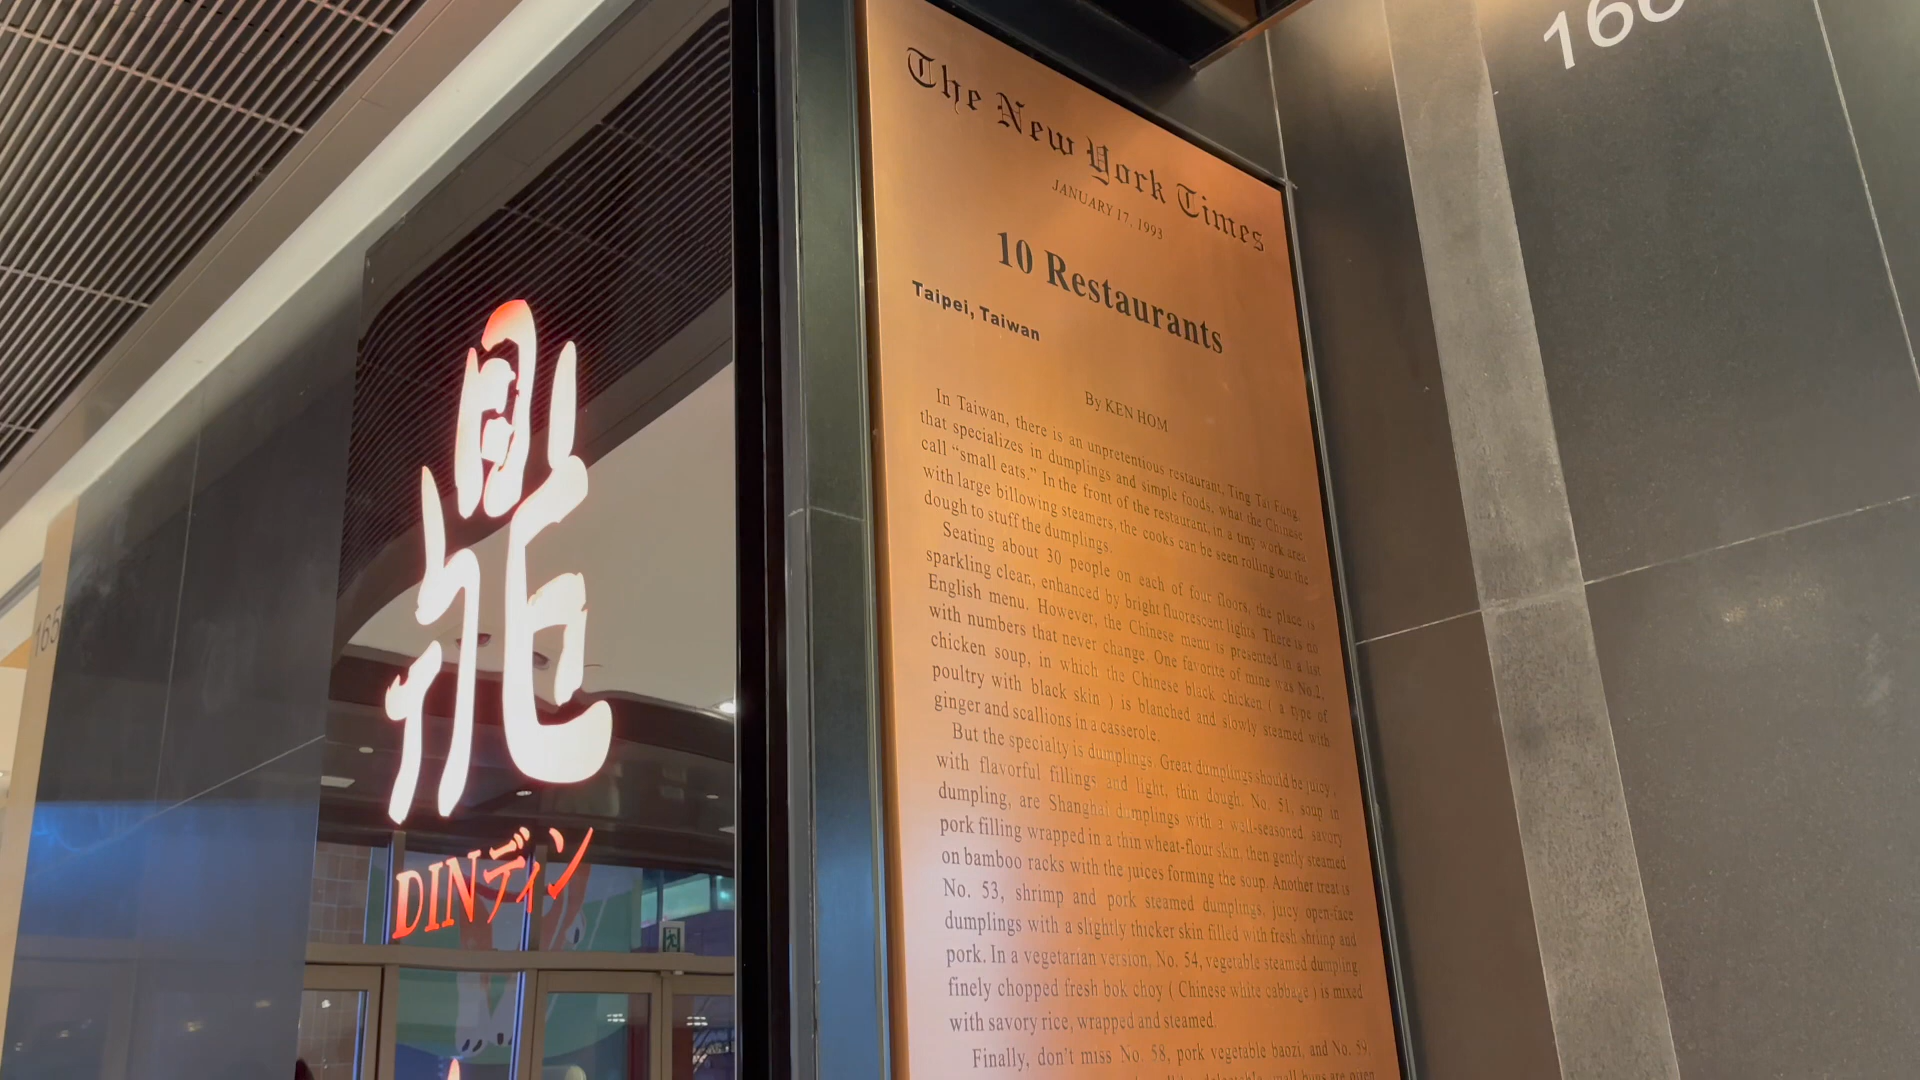 166
The New York Times
JANUARY 17, 1993
10 Restaurants
Taipei, Taiwan
By KEN HOM
In Taiwan, there is an unpretentious restaurant, Ting Tai Fung,
that specializes in dumplings and simple foods, what the Chinese
call “small eats.” In the front of the restaurant, in a tiny work area
with large billowing steamers, the cooks can be seen rolling out the
dough to stuff the dumplings.
Seating about 30 people on each of four floors, the place is
sparkling clean, enhanced by bright fluorescent lights. There is no
English menu. However, the Chinese menu is presented in a list
with numbers that never change. One favorite of mine was No.2,
chicken soup, in which the Chinese black chicken ( a type of
poultry with black skin ) is blanched and slowly steamed with
ginger and scallions in a casserole.
But the specialty is dumplings. Great dumplings should be juicy,
with flavorful fillings and light, thin dough. No. 51, soup in
dumpling, are Shanghai dumplings with a well-seasoned, savory
pork filling wrapped in a thin wheat-flour skin, then gently steamed
on bamboo racks with the juices forming the soup. Another treat is
No. 53, shrimp and pork steamed dumplings, juicy open-face
dumplings with a slightly thicker skin filled with fresh shrimp and
pork. In a vegetarian version, No. 54, vegetable steamed dumpling,
finely chopped fresh bok choy ( Chinese white cabbage ) is mixed
with savory rice, wrapped and steamed.
Finally, don't miss No. 58, pork vegetable baozi, and No. 59,
small buns are open
鼎
DINディン
165